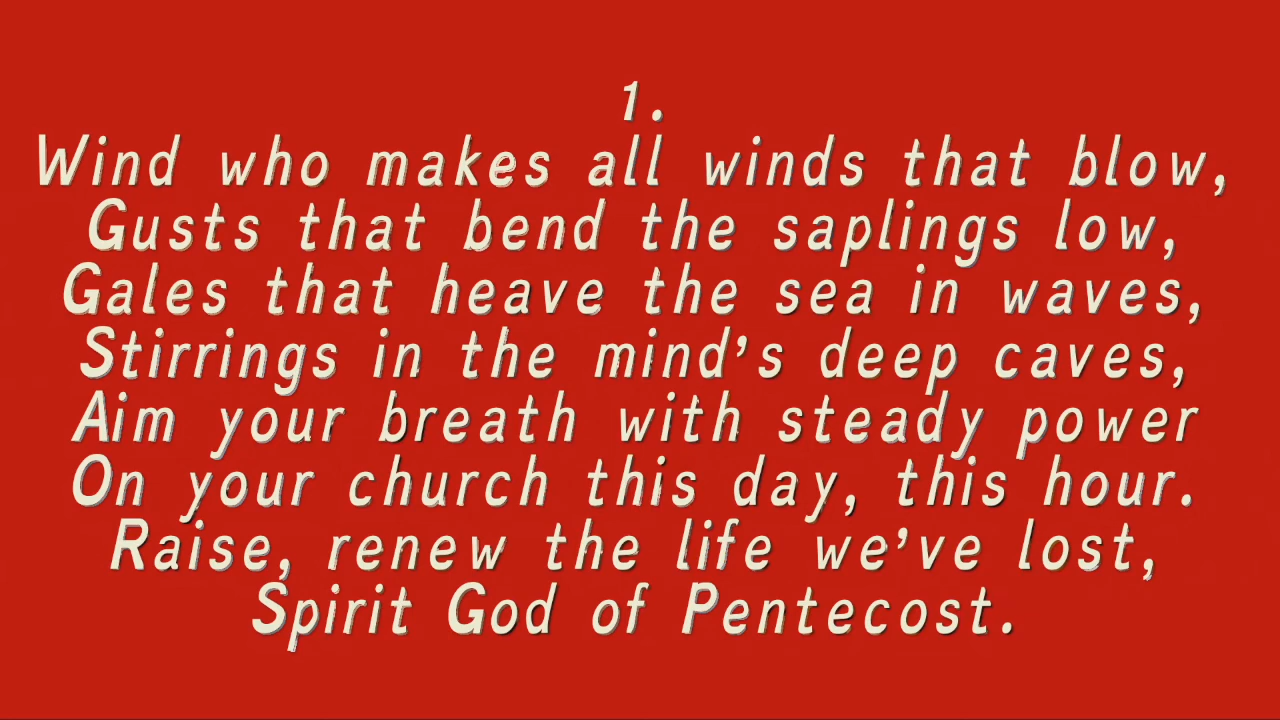 1.
Wind who makes all winds that blow,
Gusts that bend the saplings low,
Gales that heave the sea in waves,
Stirrings in the mind’s deep caves,
Aim your breath with steady power
On your church this day, this hour.
Raise, renew the life we’ve lost,
Spirit God of Pentecost.